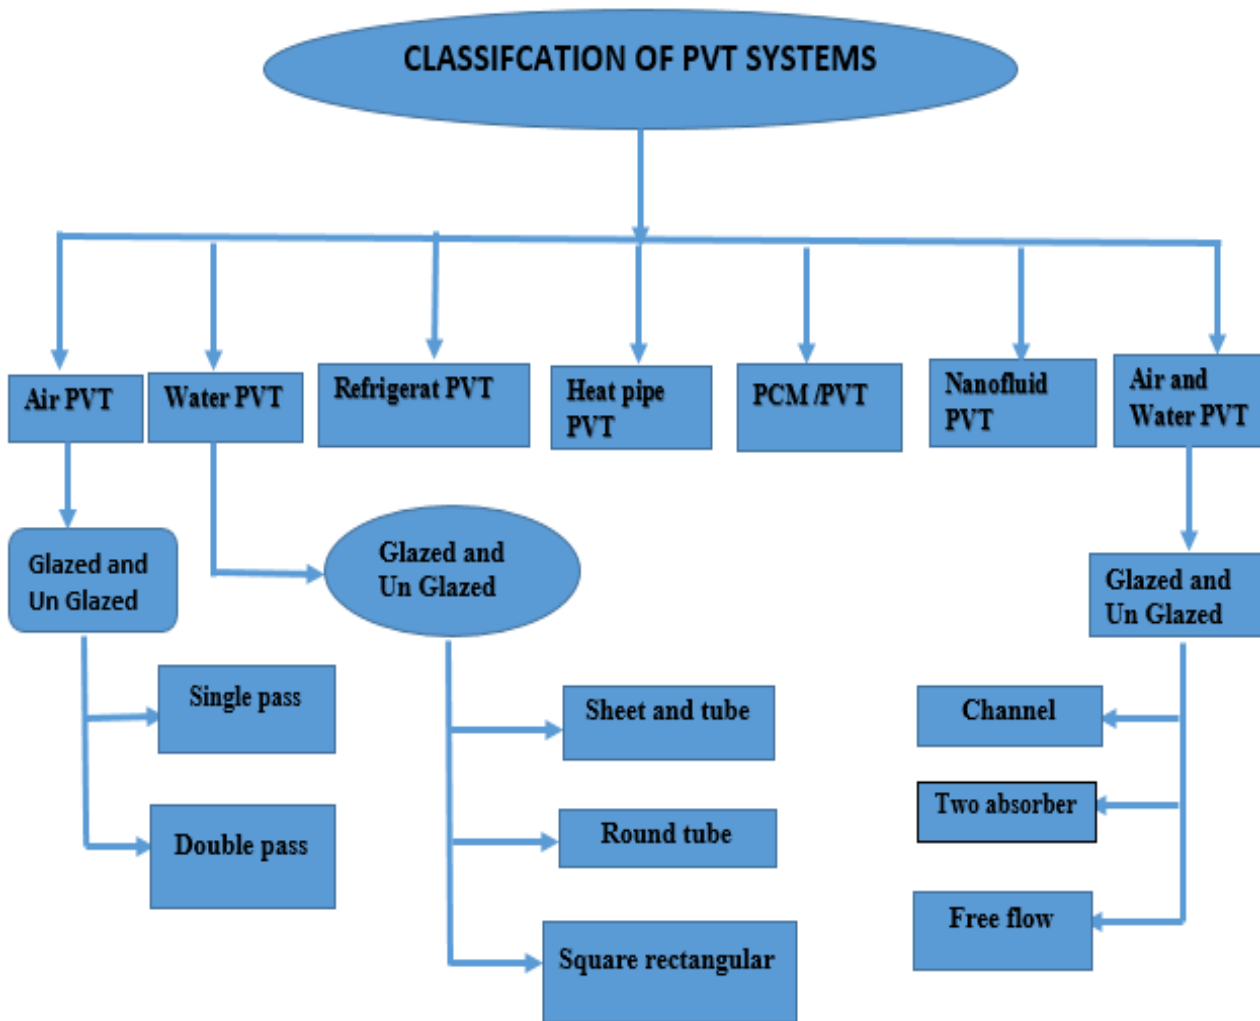 CLASSIFCATION OF PVT SYSTEMS
Air PVT
Water PVT
Refrigerat PVT
Heat pipe
PVT
PCM /PVT
Nanofluid
PVT
Air and
Water PVT
Glazed and
Un Glazed
Glazed and
Un Glazed
Glazed and
Un Glazed
Single pass
Double pass
Sheet and tube
Round tube
Square rectangular
Channel
Two absorber
Free flow